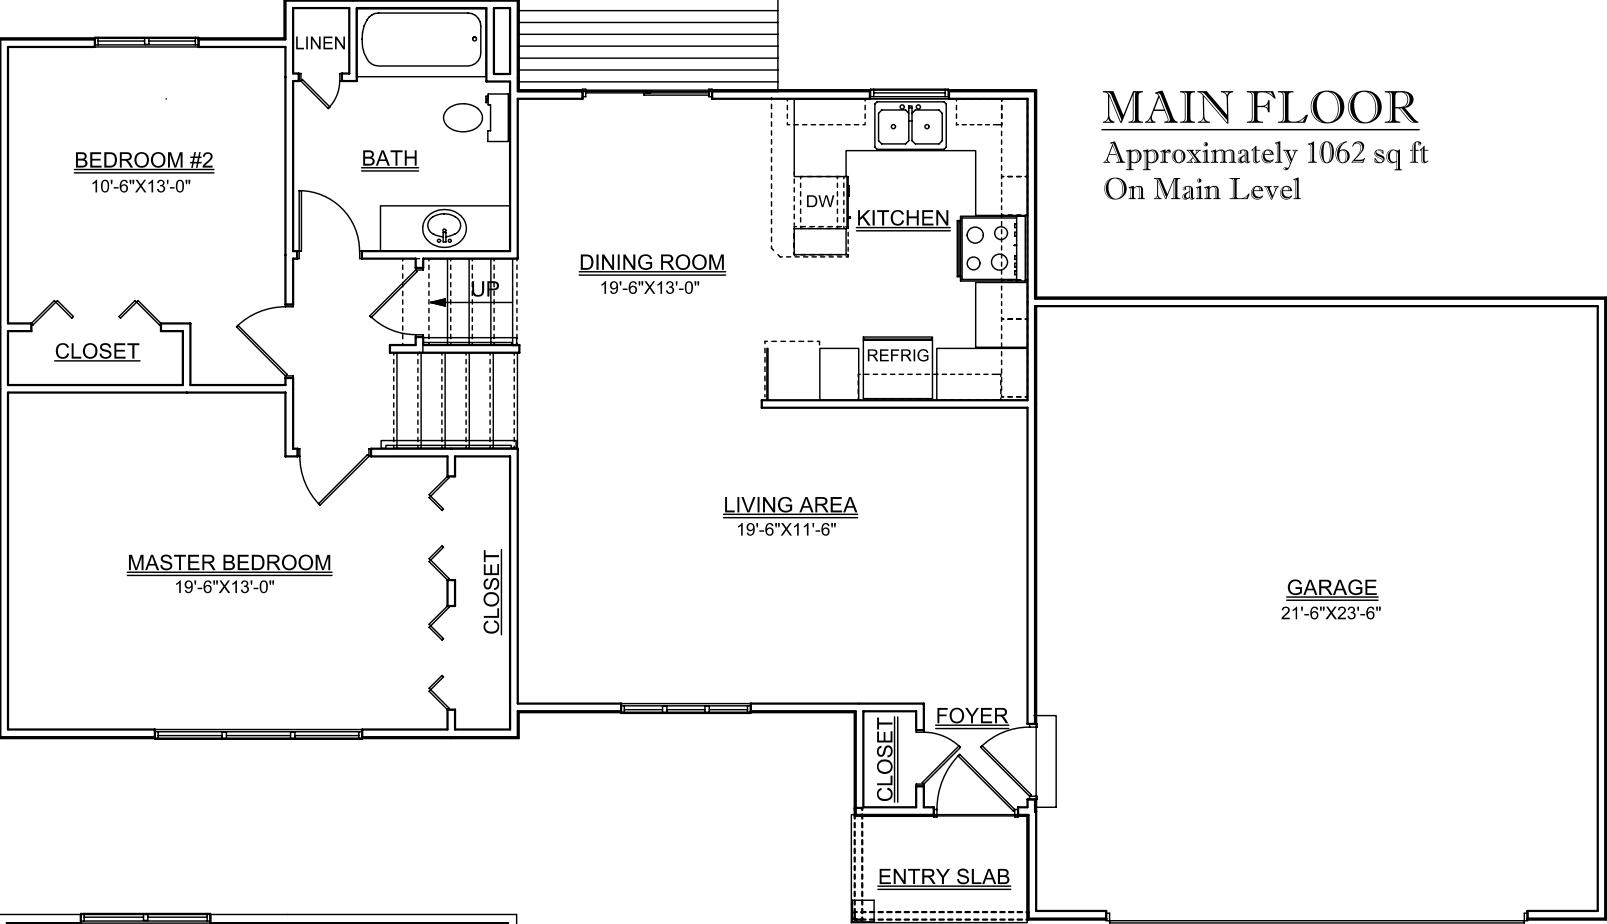 LINEN
MAIN FLOOR
Approximately 1062 sq ft
On Main Level
BEDROOM #2
10'-6"X13'-0"
BATH
DW
KITCHEN
DINING ROOM
19'-6"X13'-0"
UP
CLOSET
REFRIG
LIVING AREA
19'-6"X11'-6"
MASTER BEDROOM
19'-6"X13'-0"
CLOSET
GARAGE
21'-6"X23'-6"
FOYER
CLOSET
ENTRY SLAB